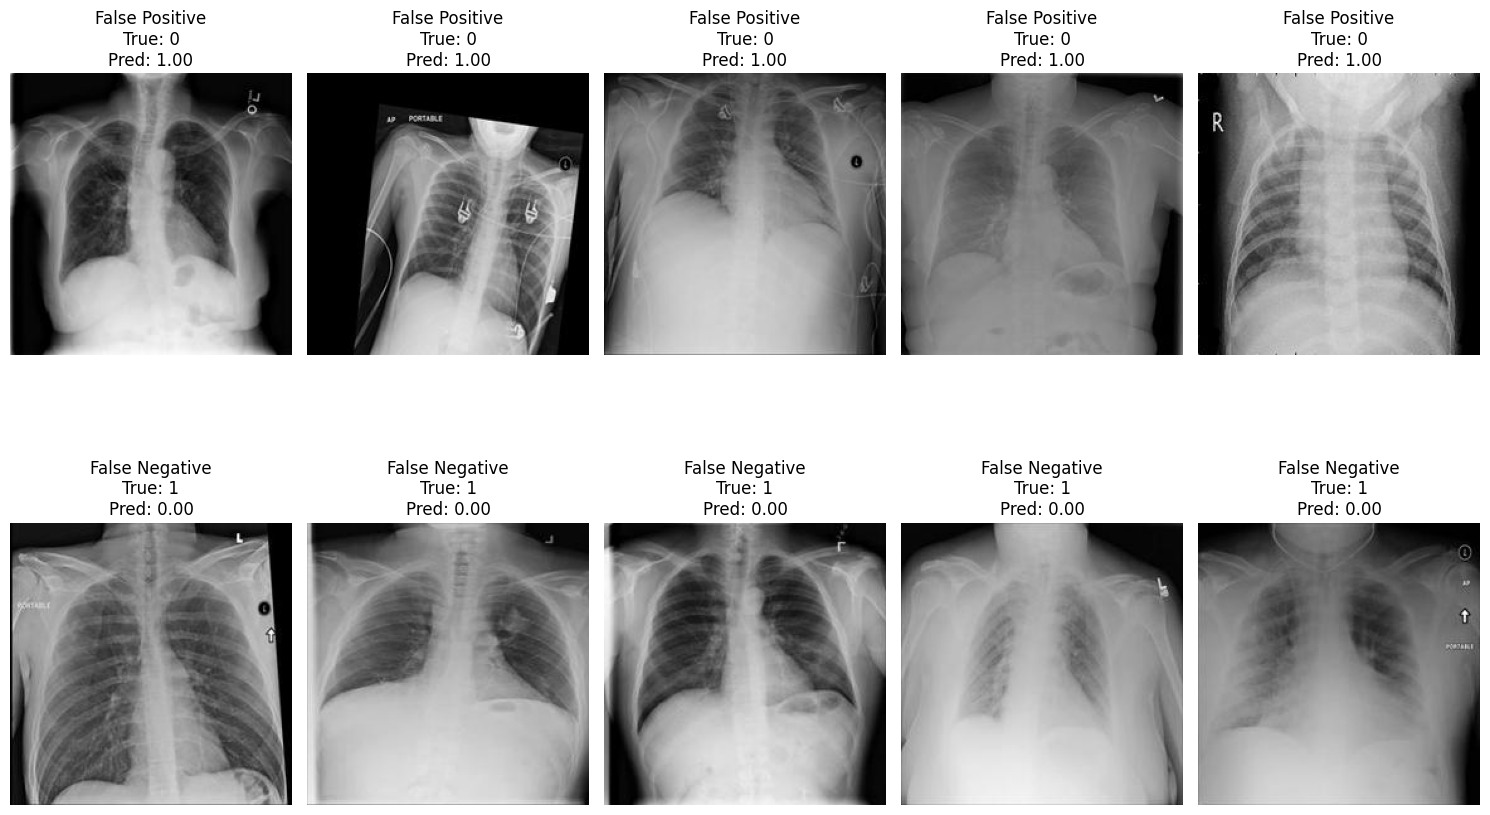 False Positive
True: 0
Pred: 1.00
False Positive
True: 0
Pred: 1.00
False Positive
True: 0
Pred: 1.00
False Positive
True: 0
Pred: 1.00
False Positive
True: 0
Pred: 1.00
L
AP PORTABLE
L
L
R
False Negative
True: 1
Pred: 0.00
False Negative
True: 1
Pred: 0.00
False Negative
True: 1
Pred: 0.00
False Negative
True: 1
Pred: 0.00
False Negative
True: 1
Pred: 0.00
L
PORTABLE
L
L
L
AP
PORTABLE